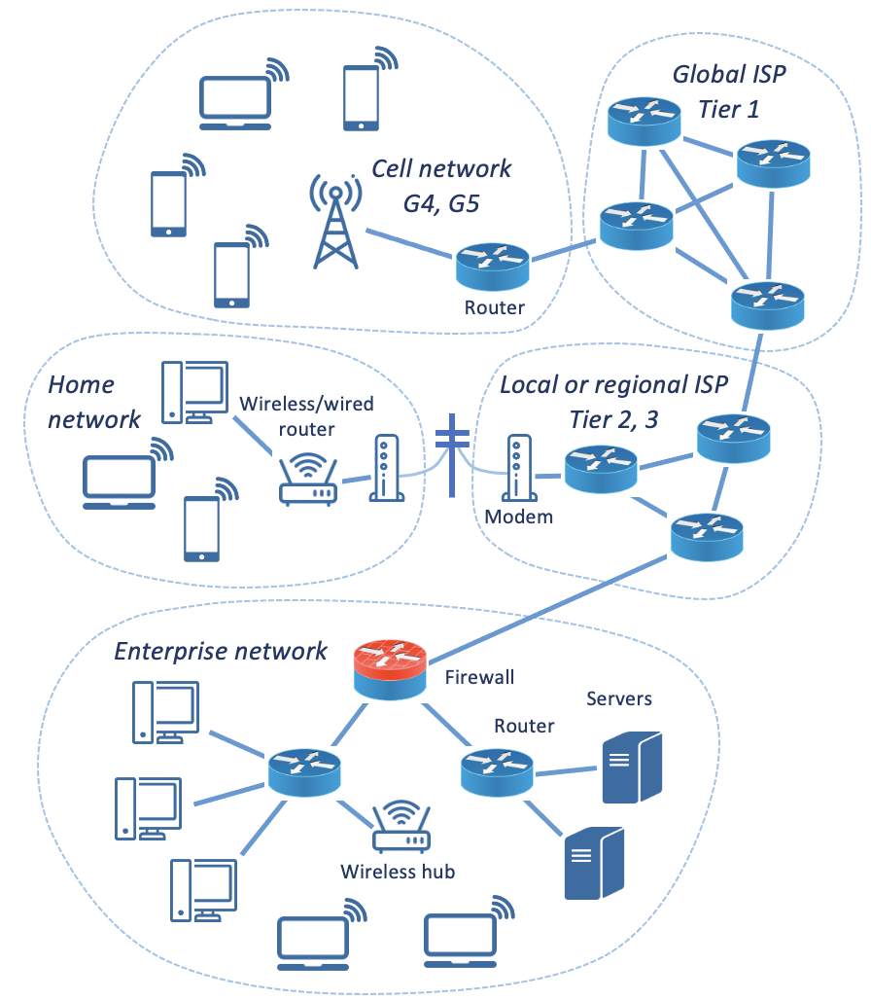 Global ISP
Tier 1
Cell network
G4, G5
Router
Home
network
Wireless/wired
router
Local or regional ISP
Tier 2, 3
Modem
Enterprise network
Firewall
Servers
Router
Wireless hub